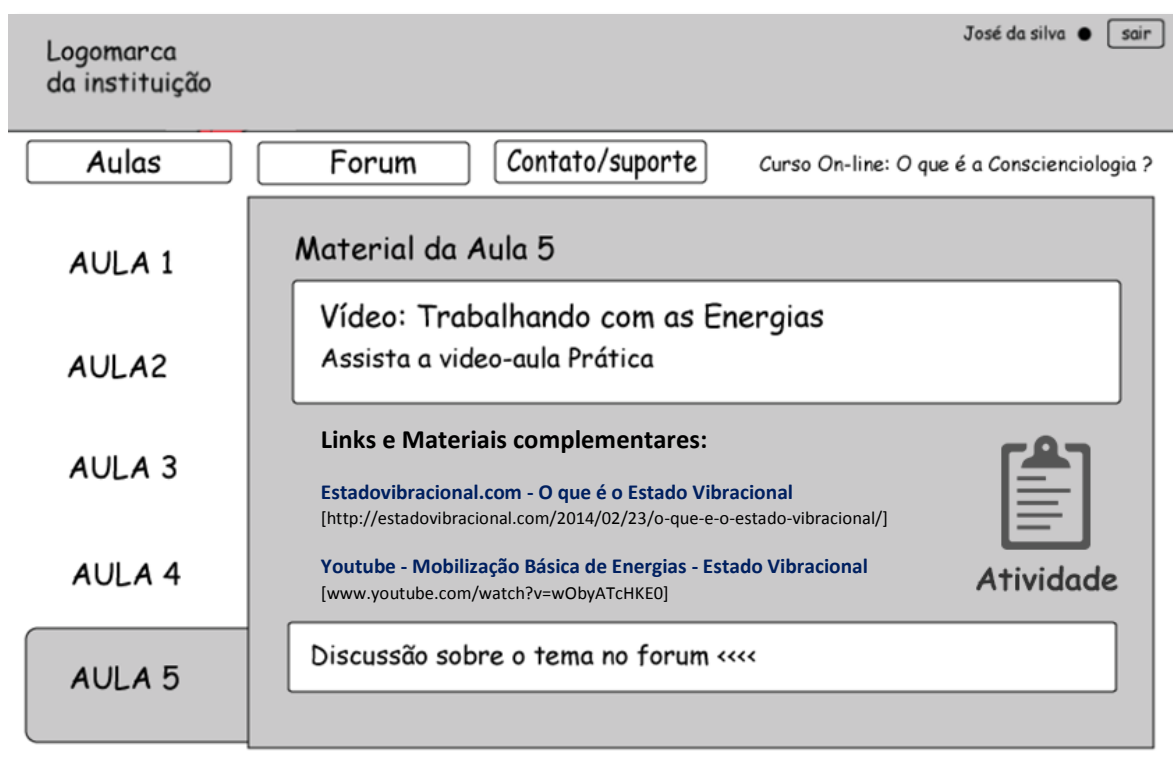 Logomarca
da instituição
José da silva
sair
Aulas
Forum
Contato/suporte
Curso On-line: O que é a Conscienciologia ?
AULA 1
AULA2
AULA 3
AULA 4
AULA 5
Material da Aula 5
Vídeo: Trabalhando com as Energias
Assista a video-aula Prática
Links e Materiais complementares:
Estadovibracional.com - O que é o Estado Vibracional
[http://estadovibracional.com/2014/02/23/o-que-e-o-estado-vibracional/]
Youtube - Mobilização Básica de Energias - Estado Vibracional
[www.youtube.com/watch?v=wObyATcHKE0]
Atividade
Discussão sobre o tema no forum <<<<